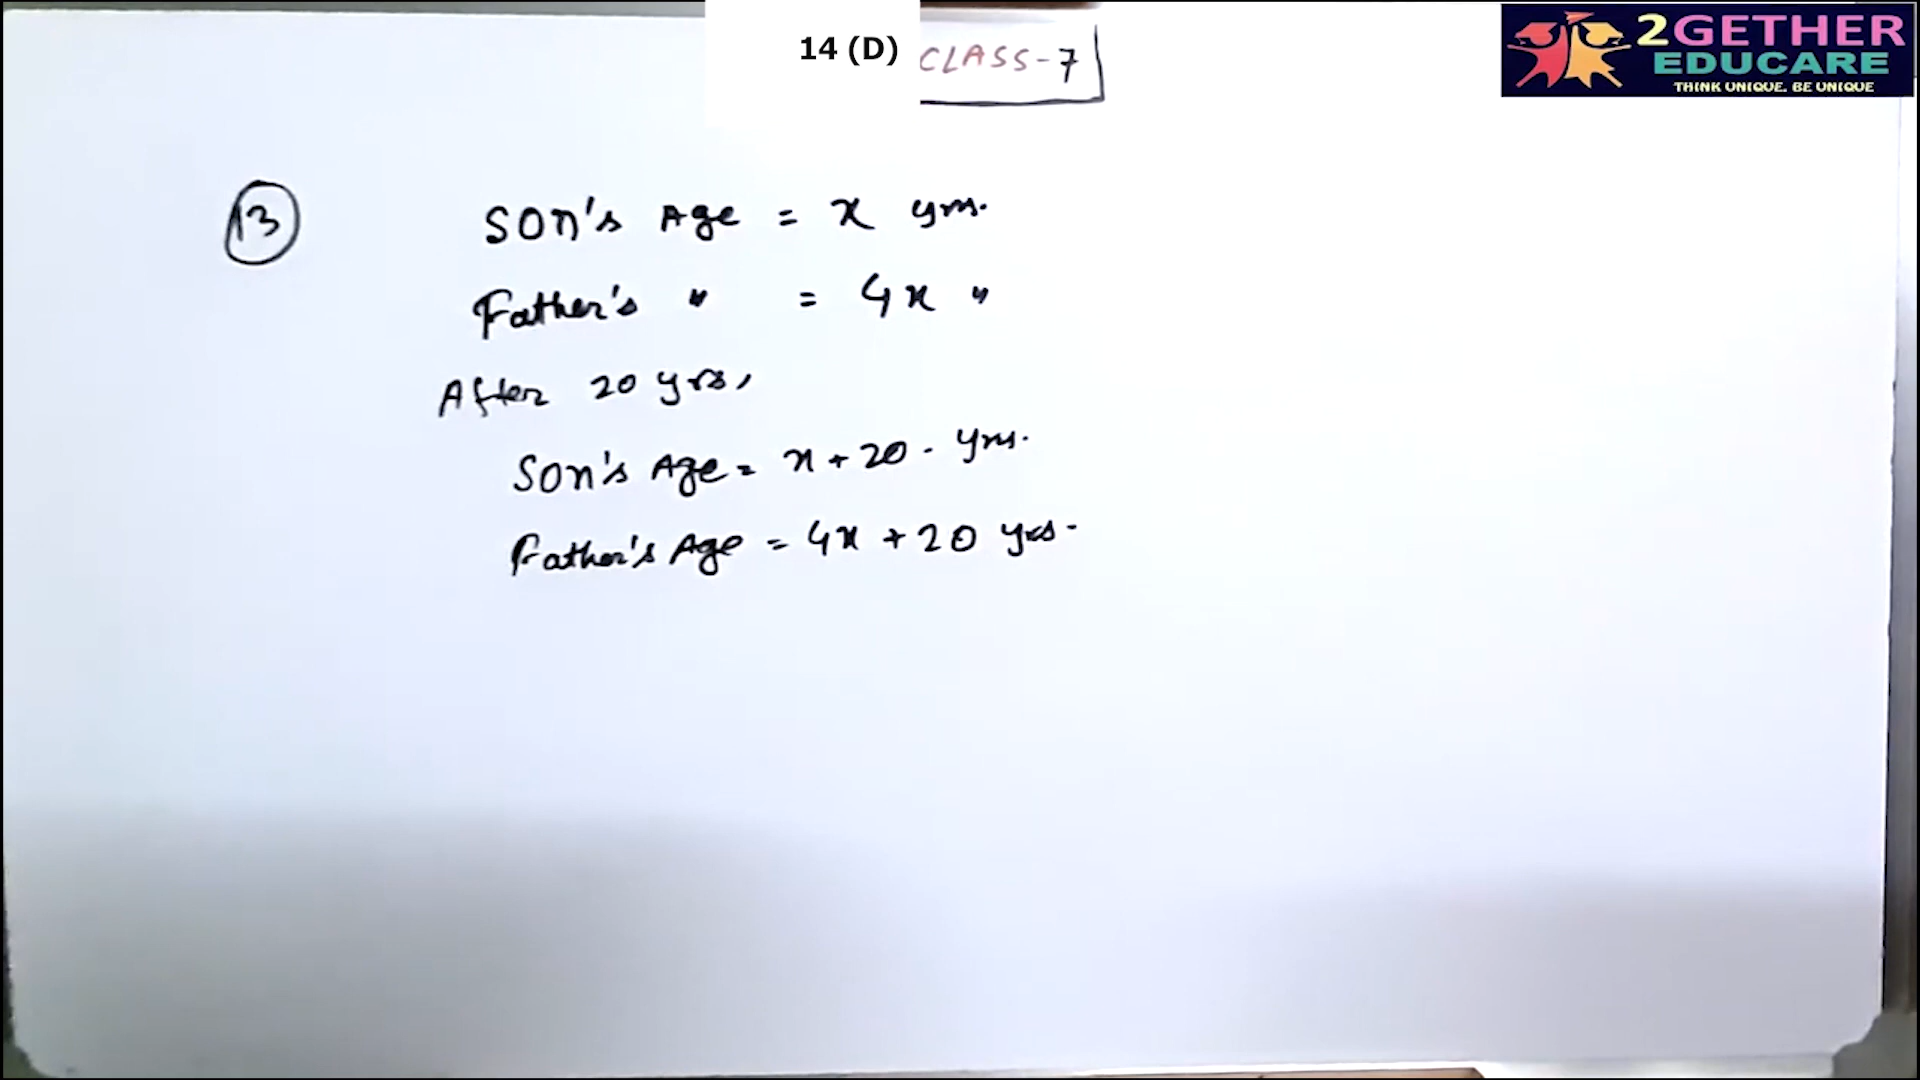 14 (D) CLASS-7
2GETHER
EDUCARE
THINK UNIQUE. BE UNIQUE
13
Son's Age = x yrs.
Father's " = 4x "
After 20 yrs,
Son's Age = x + 20 . yrs.
Father's Age = 4x + 20 yrs.